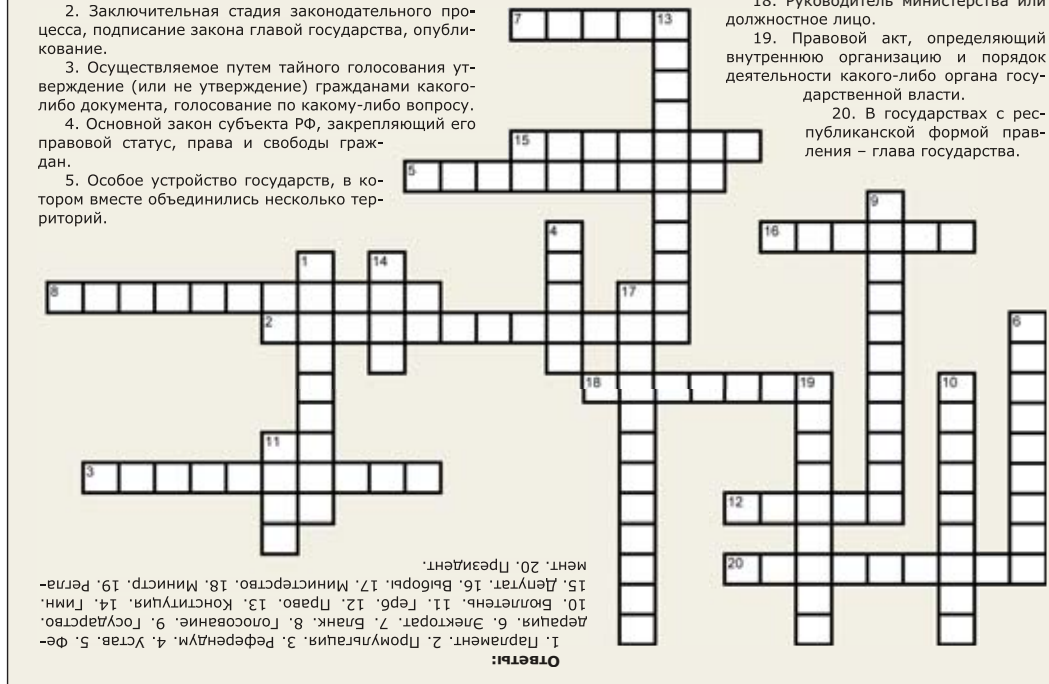 2. Заключительная стадия законодательного про-
цесса, подписание закона главой государства, опубли-
кование.
3. Осуществляемое путем тайного голосования ут-
верждение (или не утверждение) гражданами какого-
либо документа, голосование по какому-либо вопросу.
4. Основной закон субъекта РФ, закрепляющий его
правовой статус, права и свободы граж-
дан.
5. Особое устройство государств, в ко-
тором вместе объединились несколько тер-
риторий.
18. Руководитель министерства или
должностное лицо.
19. Правовой акт, определяющий
внутреннюю организацию и порядок
деятельности какого-либо органа госу-
дарственной власти.
20. В государствах с рес-
публиканской формой прав-
ления – глава государства.
7 13
15
5
9
4 16
1 14
8 17
2 6
18 19 10
11
3
12
20
Ответы:
1. Парламент. 2. Промульгация. 3. Референдум. 4. Устав. 5. Фе-
дерация. 6. Электорат. 7. Бланк. 8. Голосование. 9. Государство.
10. Бюллетень. 11. Герб. 12. Право. 13. Конституция. 14. Гимн.
15. Депутат. 16. Выборы. 17. Министерство. 18. Министр. 19. Регла-
мент. 20. Президент.